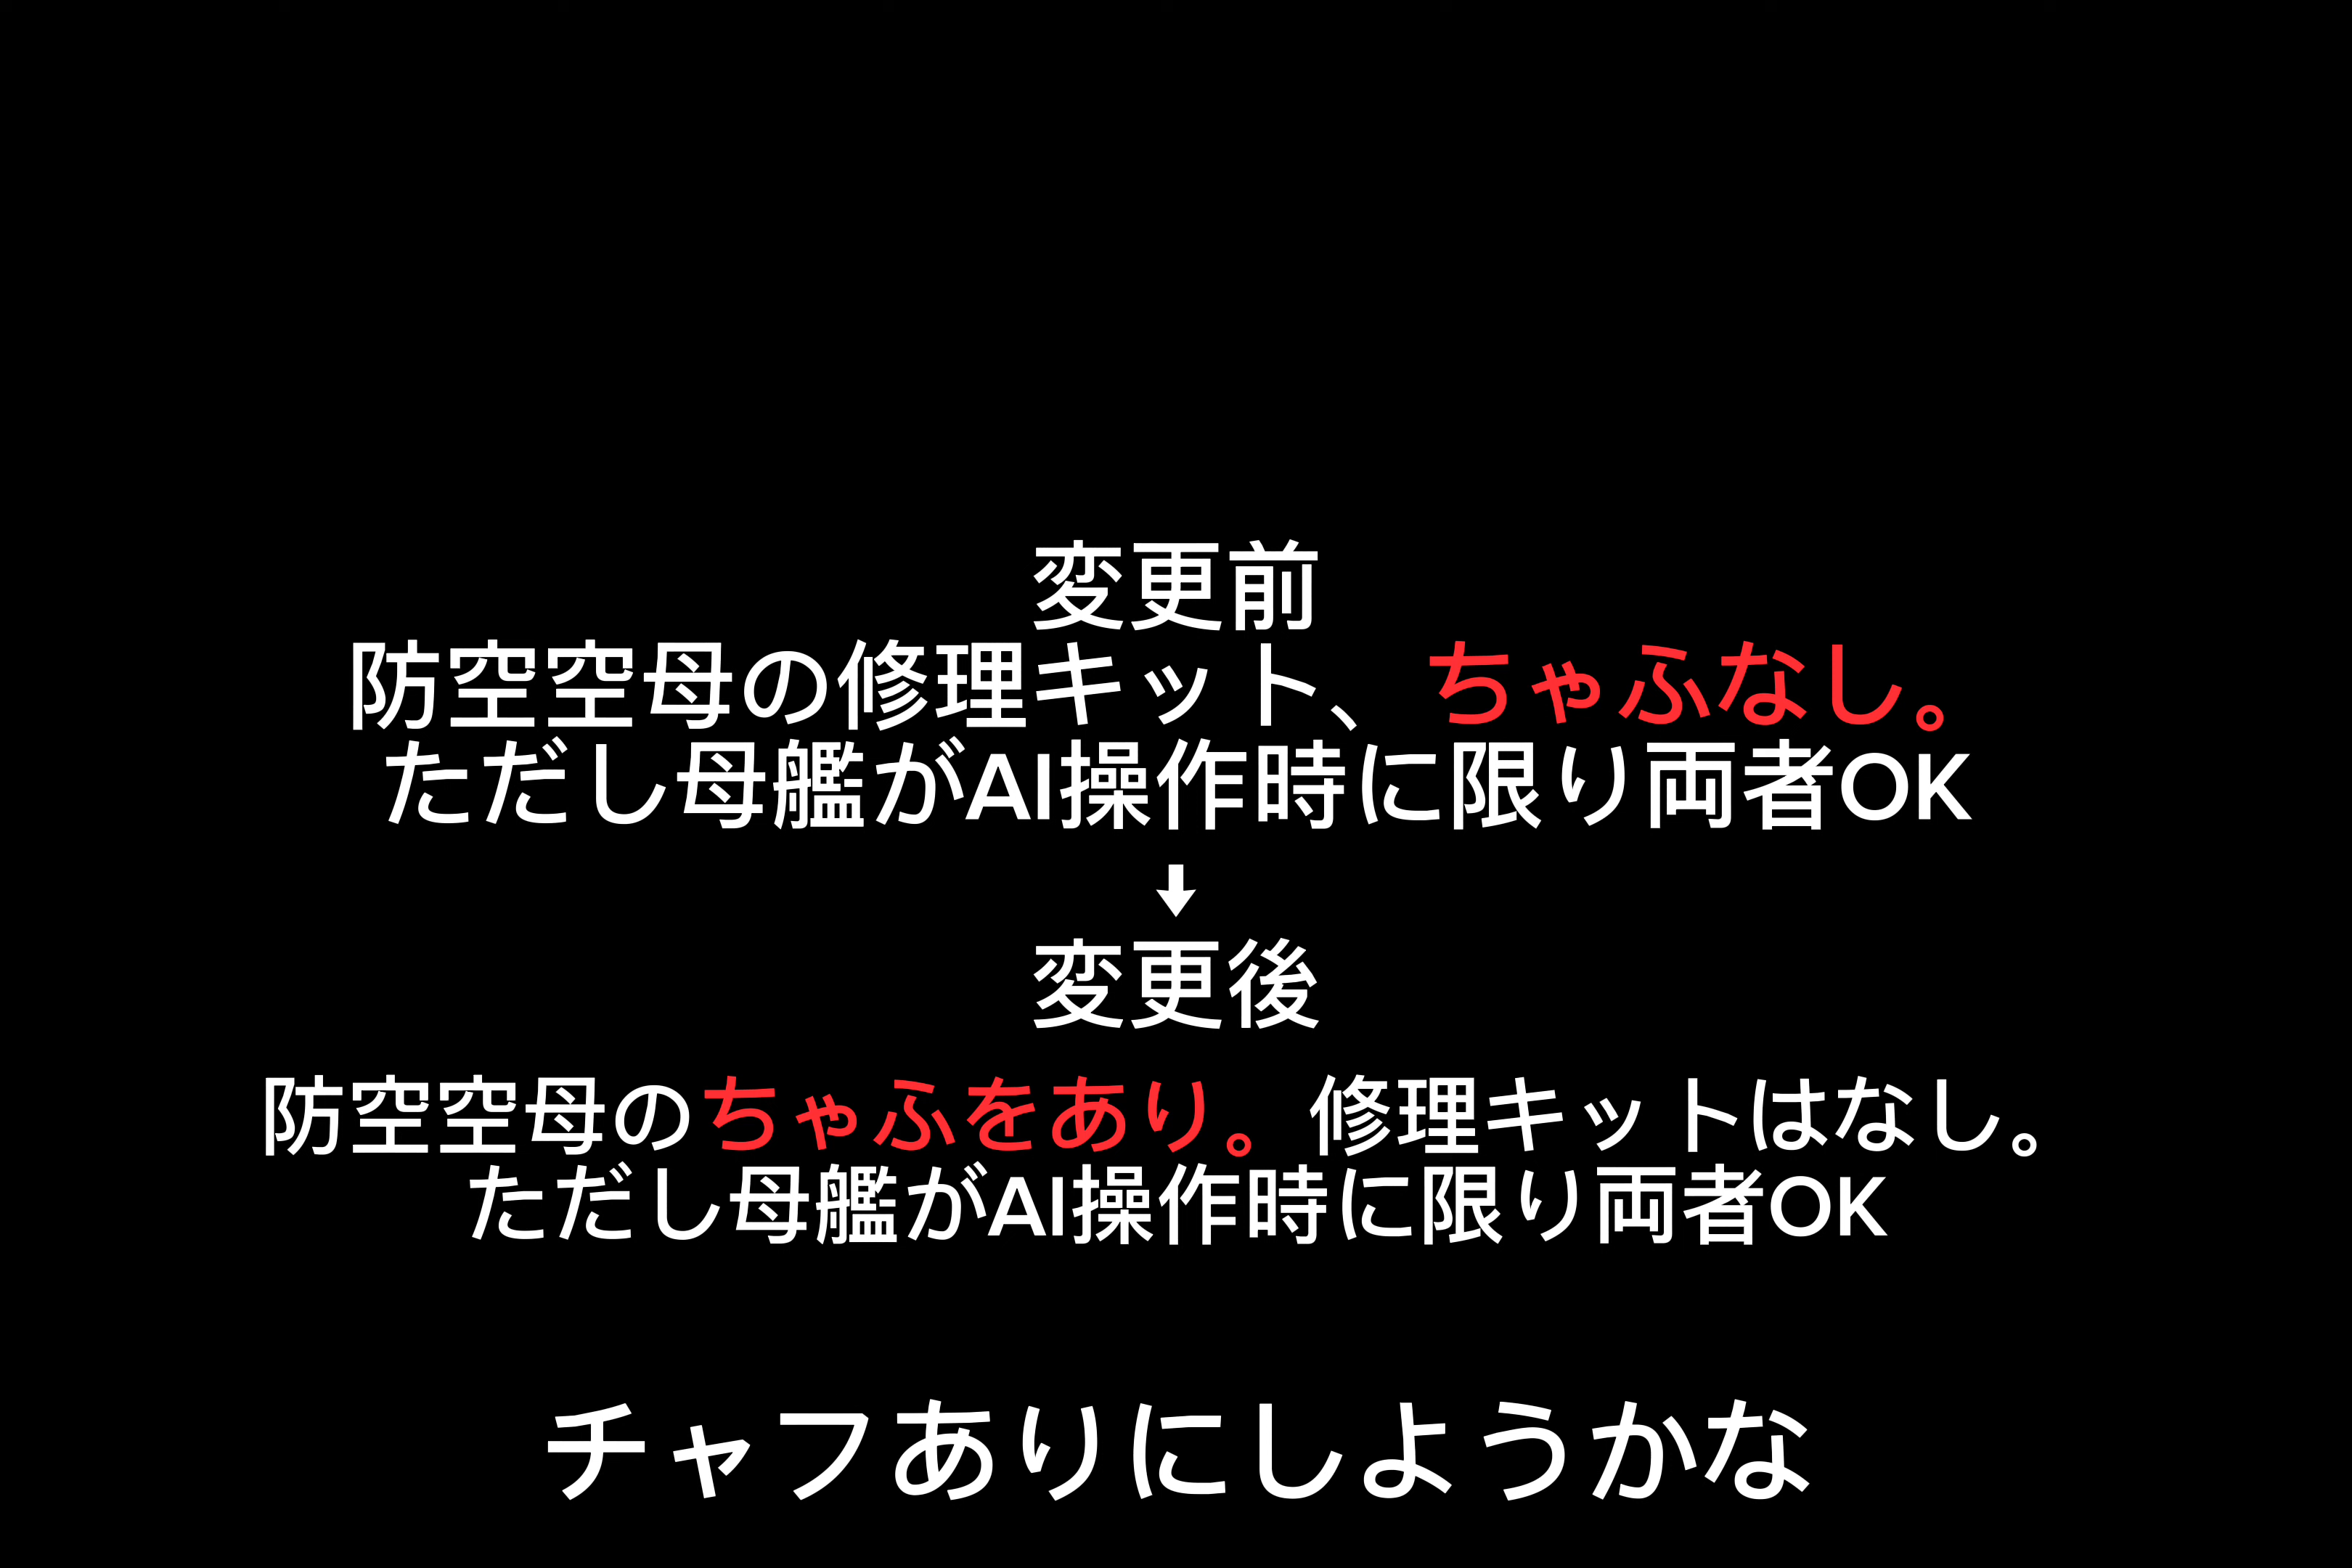 変更前
防空空母の修理キット、ちゃふなし。
ただし母艦がAI操作時に限り両者OK
⬇
変更後
防空空母のちゃふをあり。修理キットはなし。
ただし母艦がAI操作時に限り両者OK
チャフありにしようかな